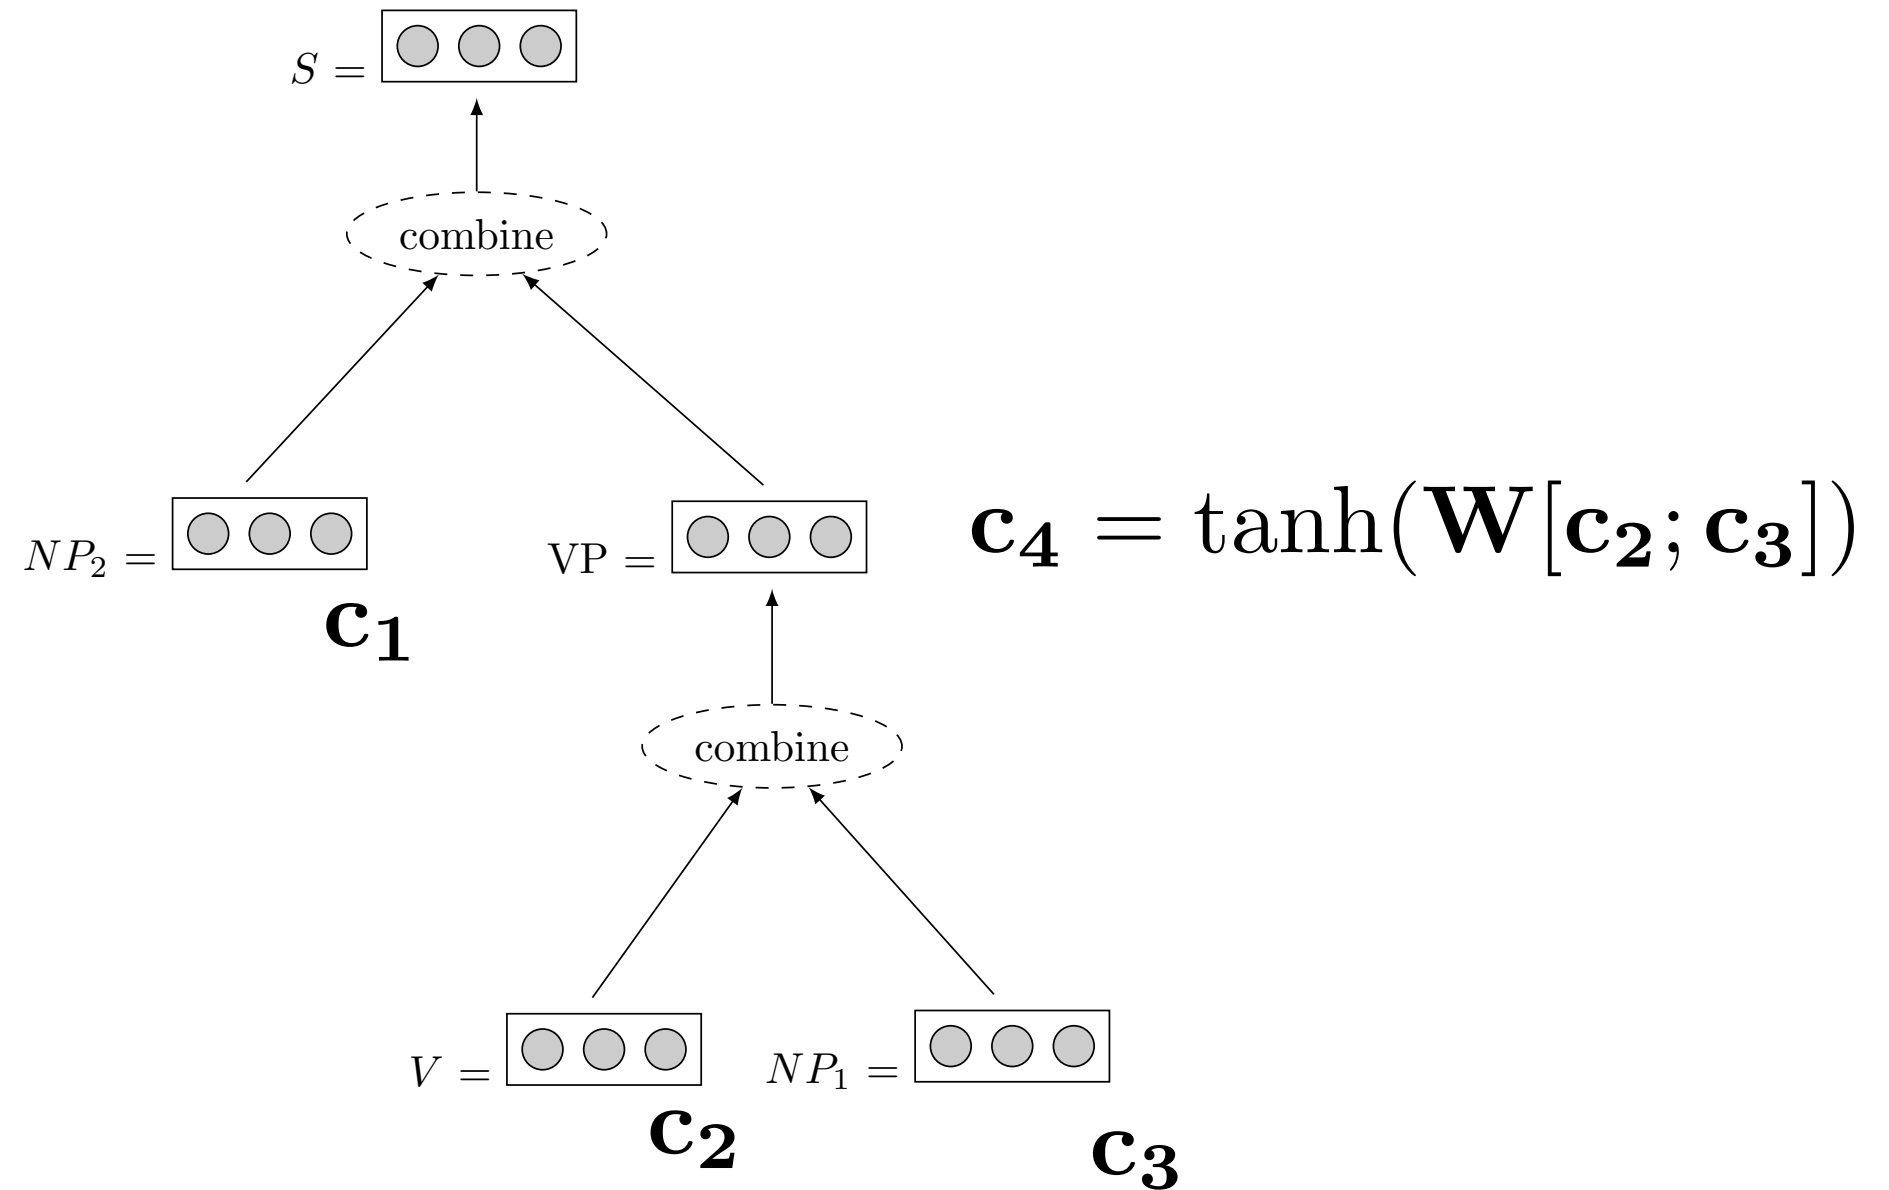 S =
combine
NP₂ =
VP =
c₄ = tanh(W[c₂; c₃])
c₁
combine
V =
NP₁ =
c₂
c₃